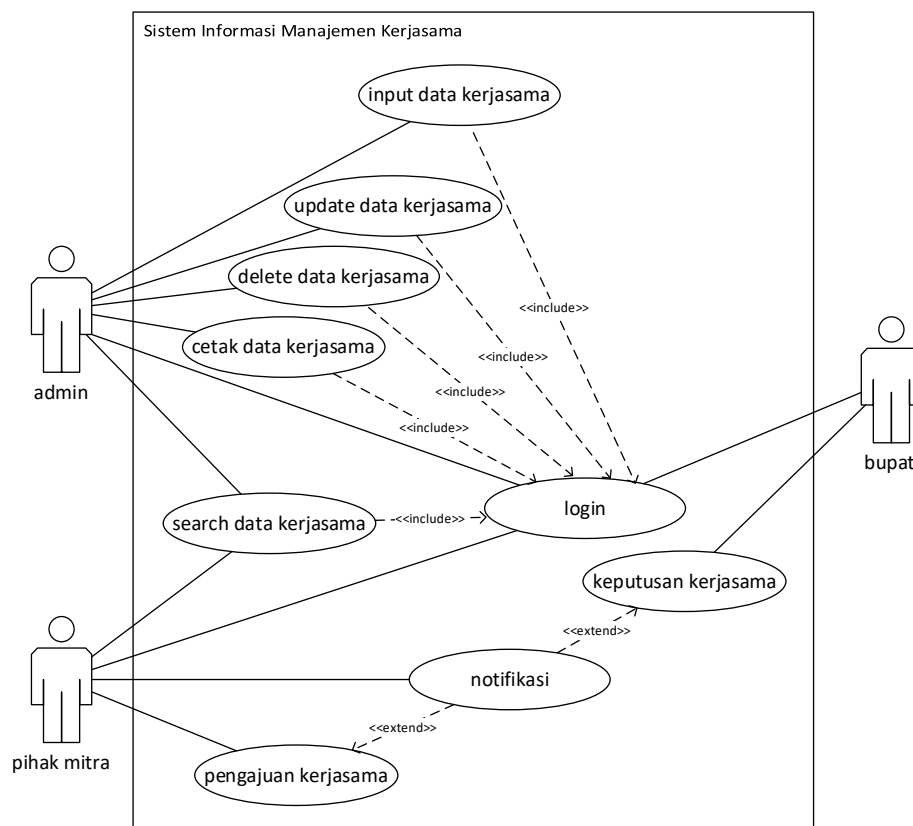 Sistem Informasi Manajemen Kerjasama
input data kerjasama
update data kerjasama
delete data kerjasama
<<include>>
cetak data kerjasama
<<include>>
<<include>>
admin
<<include>>
bupati
search data kerjasama
<<include>>
login
keputusan kerjasama
<<extend>>
notifikasi
<<extend>>
pihak mitra
pengajuan kerjasama